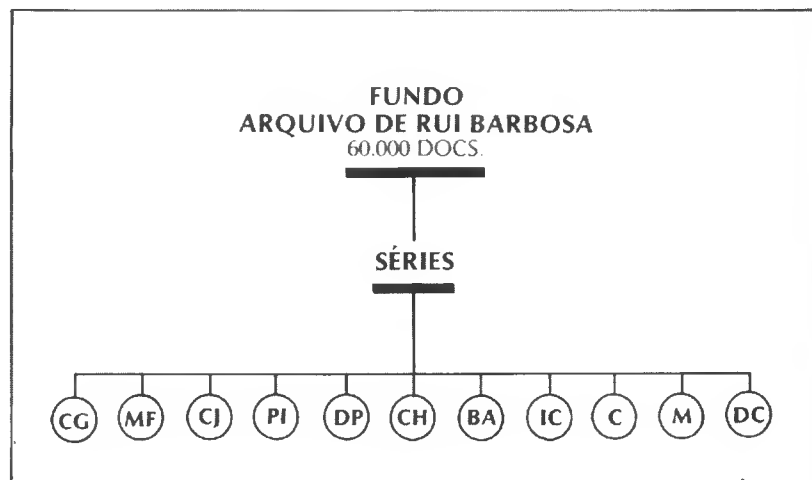 FUNDO
ARQUIVO DE RUI BARBOSA
60.000 DOCS.
SÉRIES
CG MF CJ PI DP CH BA IC C M DC